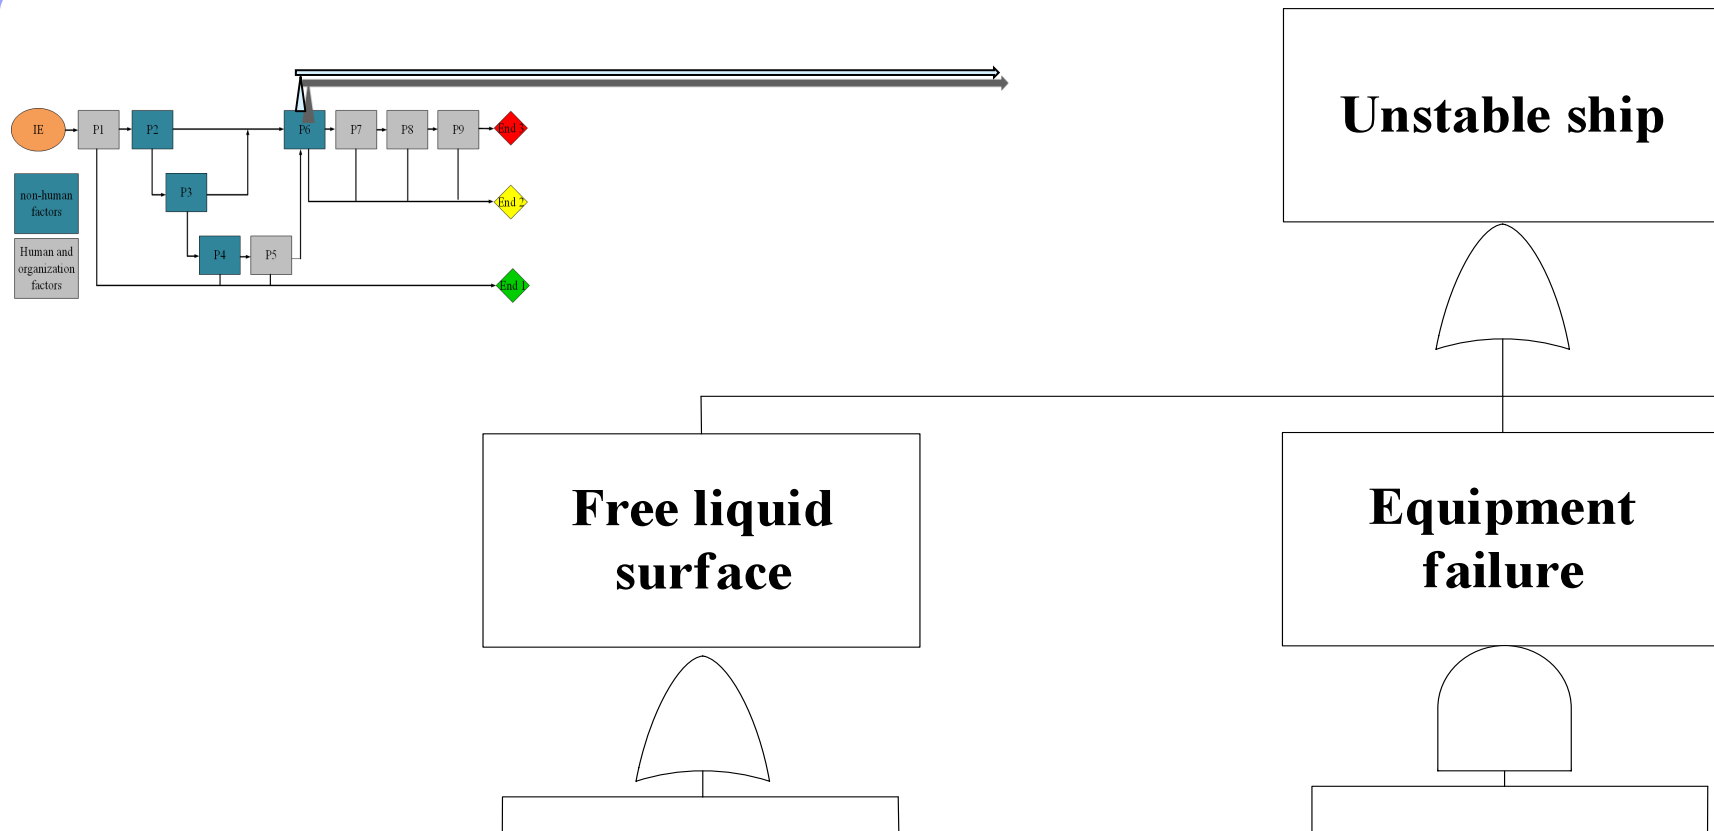 Unstable ship
IE
P1
P2
P6
P7
P8
P9
End 3
P3
non-human
factors
End 2
Human and
organization
factors
P4
P5
End 1
Free liquid
surface
Equipment
failure